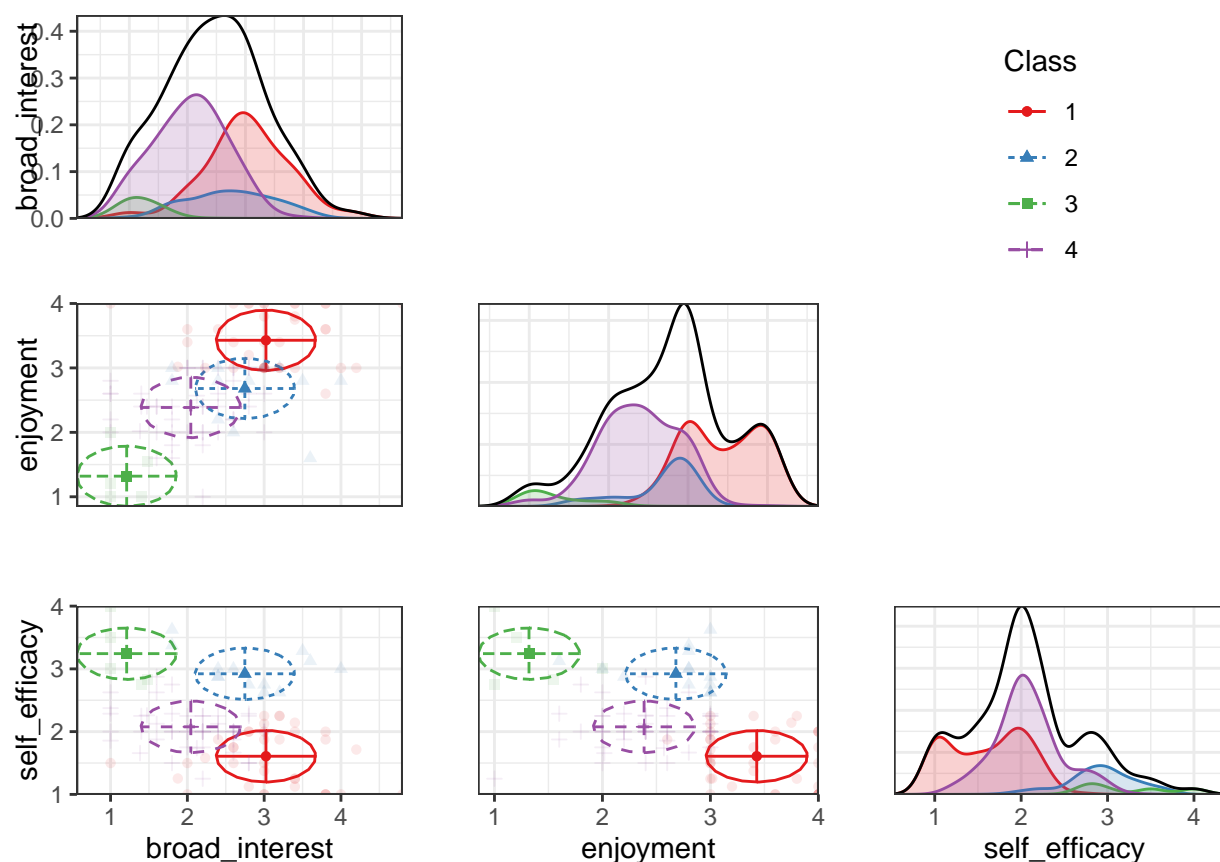 broad_interest
0.4
0.3
0.2
0.1
0.0
Class
1
2
3
4
enjoyment
4
3
2
1
self_efficacy
4
3
2
1
1 2 3 4
1 2 3 4
1 2 3 4
broad_interest enjoyment self_efficacy